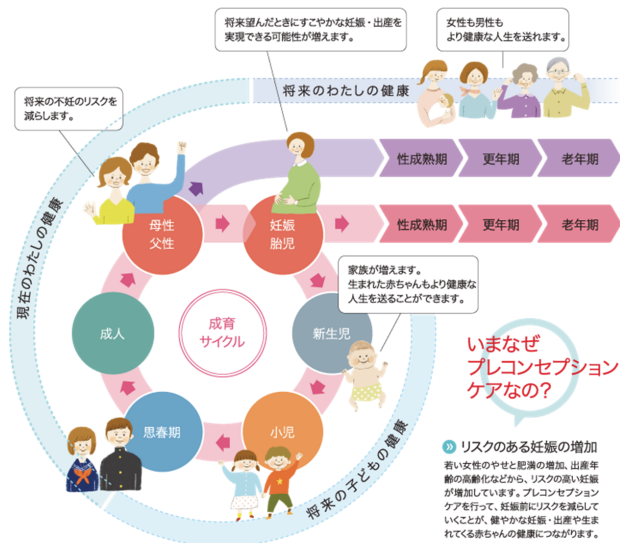 将来望んだときにすこやかな妊娠・出産を
実現できる可能性が増えます。
女性も男性も
より健康な人生を送れます。
将来のわたしの健康
将来の不妊のリスクを
減らします。
性成熟期
更年期
老年期
母性
父性
妊娠
胎児
性成熟期
更年期
老年期
現在のわたしの健康
家族が増えます。
生まれた赤ちゃんもより健康な
人生を送ることができます。
成人
成育
サイクル
新生児
いまなぜ
プレコンセプション
ケアなの?
思春期
小児
将来の子どもの健康
リスクのある妊娠の増加
若い女性のやせと肥満の増加、出産年
齢の高齢化などから、リスクの高い妊娠
が増加しています。プレコンセプション
ケアを行って、妊娠前にリスクを減らして
いくことが、健やかな妊娠・出産や生ま
れてくる赤ちゃんの健康につながります。